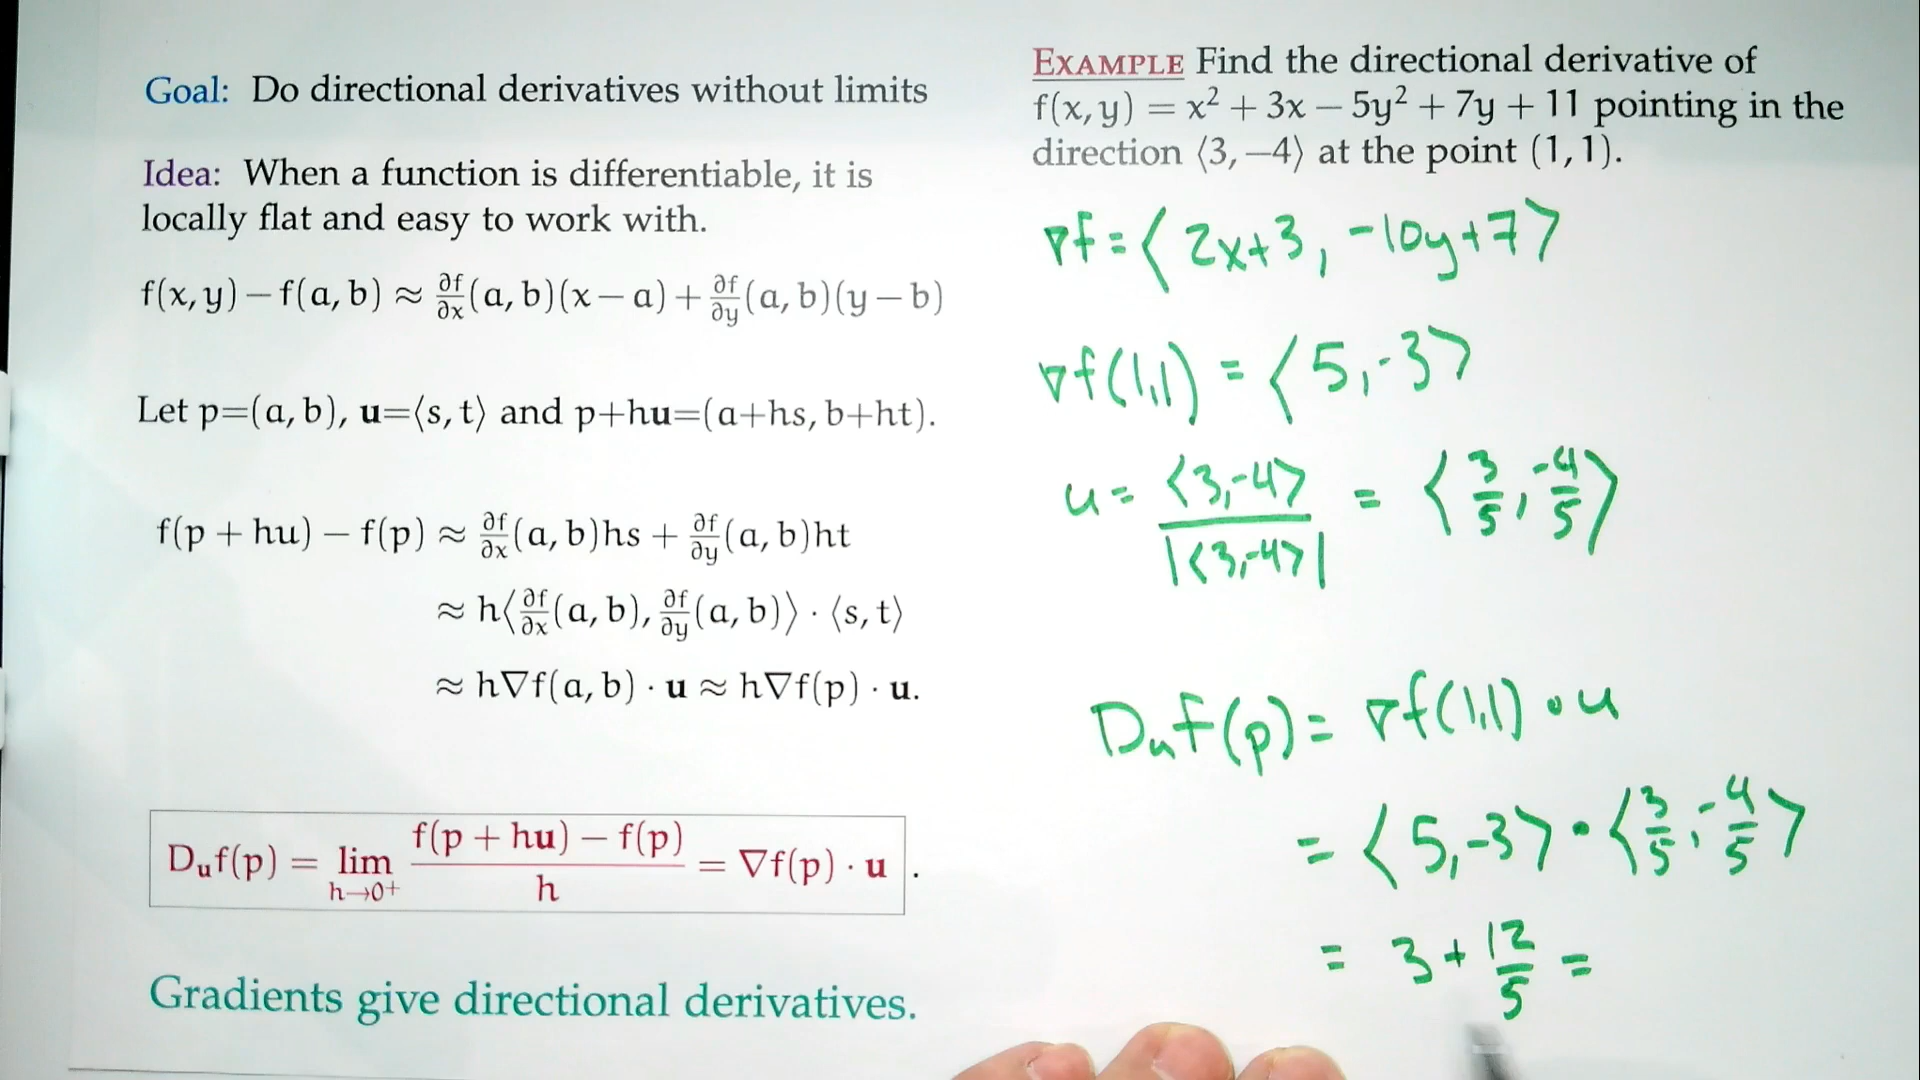 Goal: Do directional derivatives without limits
Idea: When a function is differentiable, it is
locally flat and easy to work with.
f(x, y) − f(a, b) ≈ ∂f/∂x(a, b)(x − a) + ∂f/∂y(a, b)(y − b)
Let p=(a, b), u=⟨s, t⟩ and p+hu=(a+hs, b+ht).
f(p + hu) − f(p) ≈ ∂f/∂x(a, b)hs + ∂f/∂y(a, b)ht
≈ h⟨∂f/∂x(a, b), ∂f/∂y(a, b)⟩ · ⟨s, t⟩
≈ h∇f(a, b) · u ≈ h∇f(p) · u.
D_u f(p) = lim_{h→0⁺} (f(p + hu) − f(p))/h = ∇f(p) · u .
Gradients give directional derivatives.
EXAMPLE Find the directional derivative of
f(x, y) = x² + 3x − 5y² + 7y + 11 pointing in the
direction ⟨3, −4⟩ at the point (1, 1).
∇f = ⟨2x+3, -10y+7⟩
∇f(1,1) = ⟨5,-3⟩
u = ⟨3,-4⟩/|⟨3,-4⟩| = ⟨3/5, -4/5⟩
D_u f(p) = ∇f(1,1) • u
= ⟨5,-3⟩ • ⟨3/5, -4/5⟩
= 3 + 12/5 =